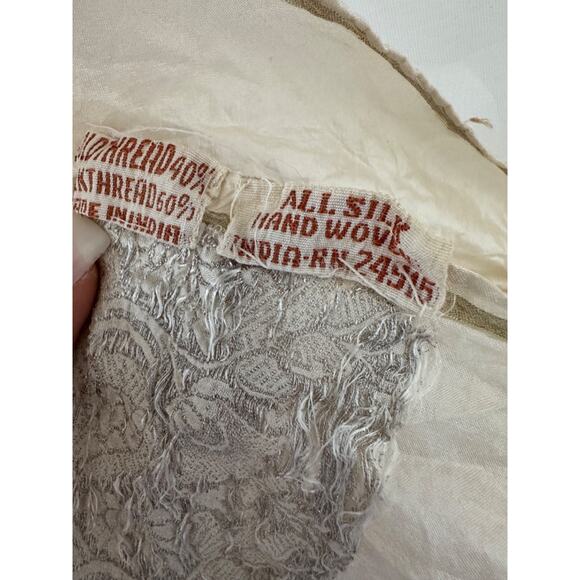 THREAD 40%
THREAD 60%
INDIA
ALL SILK
HAND WOVE
INDIA-RN 24515